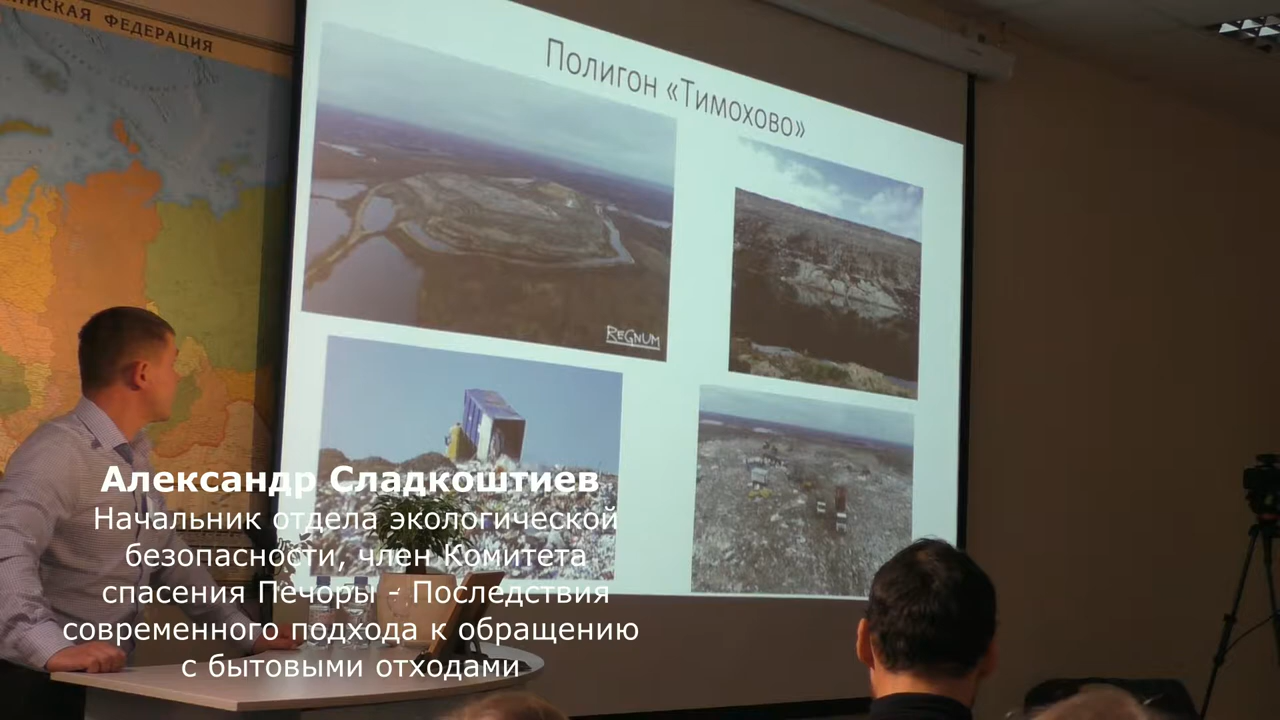 ЙСКАЯ ФЕДЕРАЦИЯ
Полигон «Тимохово»
REGNUM
Александр Сладкоштиев
Начальник отдела экологической
безопасности, член Комитета
спасения Печоры - Последствия
современного подхода к обращению
с бытовыми отходами